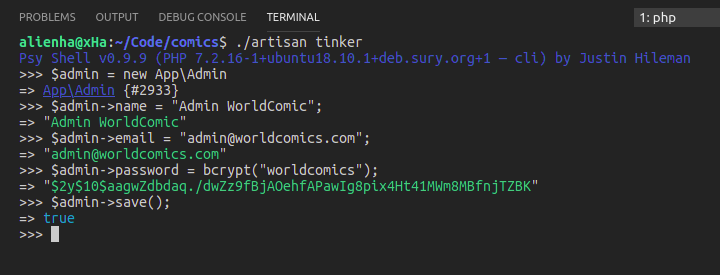 PROBLEMS OUTPUT DEBUG CONSOLE TERMINAL 1: php
alienha@xHa:~/Code/comics$ ./artisan tinker
Psy Shell v0.9.9 (PHP 7.2.16-1+ubuntu18.10.1+deb.sury.org+1 — cli) by Justin Hileman
>>> $admin = new App\Admin
=> App\Admin {#2933}
>>> $admin->name = "Admin WorldComic";
=> "Admin WorldComic"
>>> $admin->email = "admin@worldcomics.com";
=> "admin@worldcomics.com"
>>> $admin->password = bcrypt("worldcomics");
=> "$2y$10$aagwZdbdaq./dwZz9fBjAOehfAPawIg8pix4Ht41MWm8MBfnjTZBK"
>>> $admin->save();
=> true
>>>